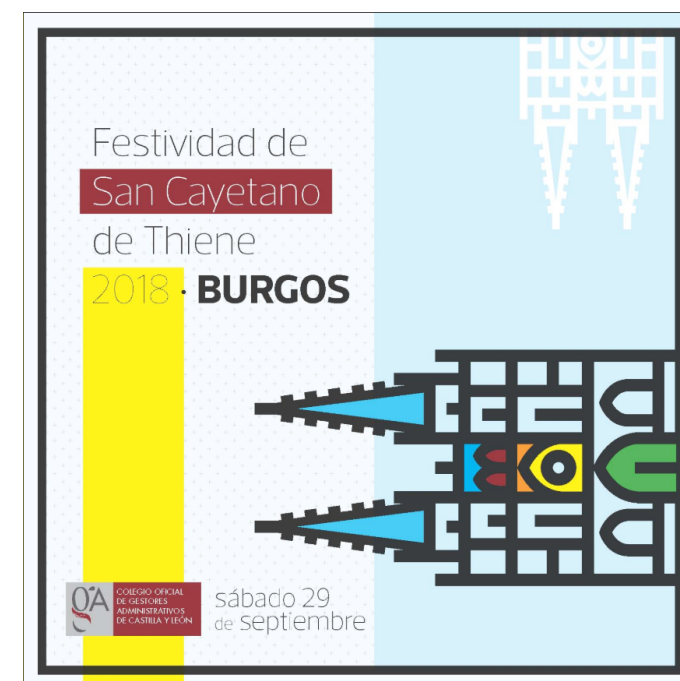 Festividad de
San Cayetano
de Thiene
2018 · BURGOS
gA
COLEGIO OFICIAL
DE GESTORES
ADMINISTRATIVOS
DE CASTILLA Y LEÓN
sábado 29
de septiembre